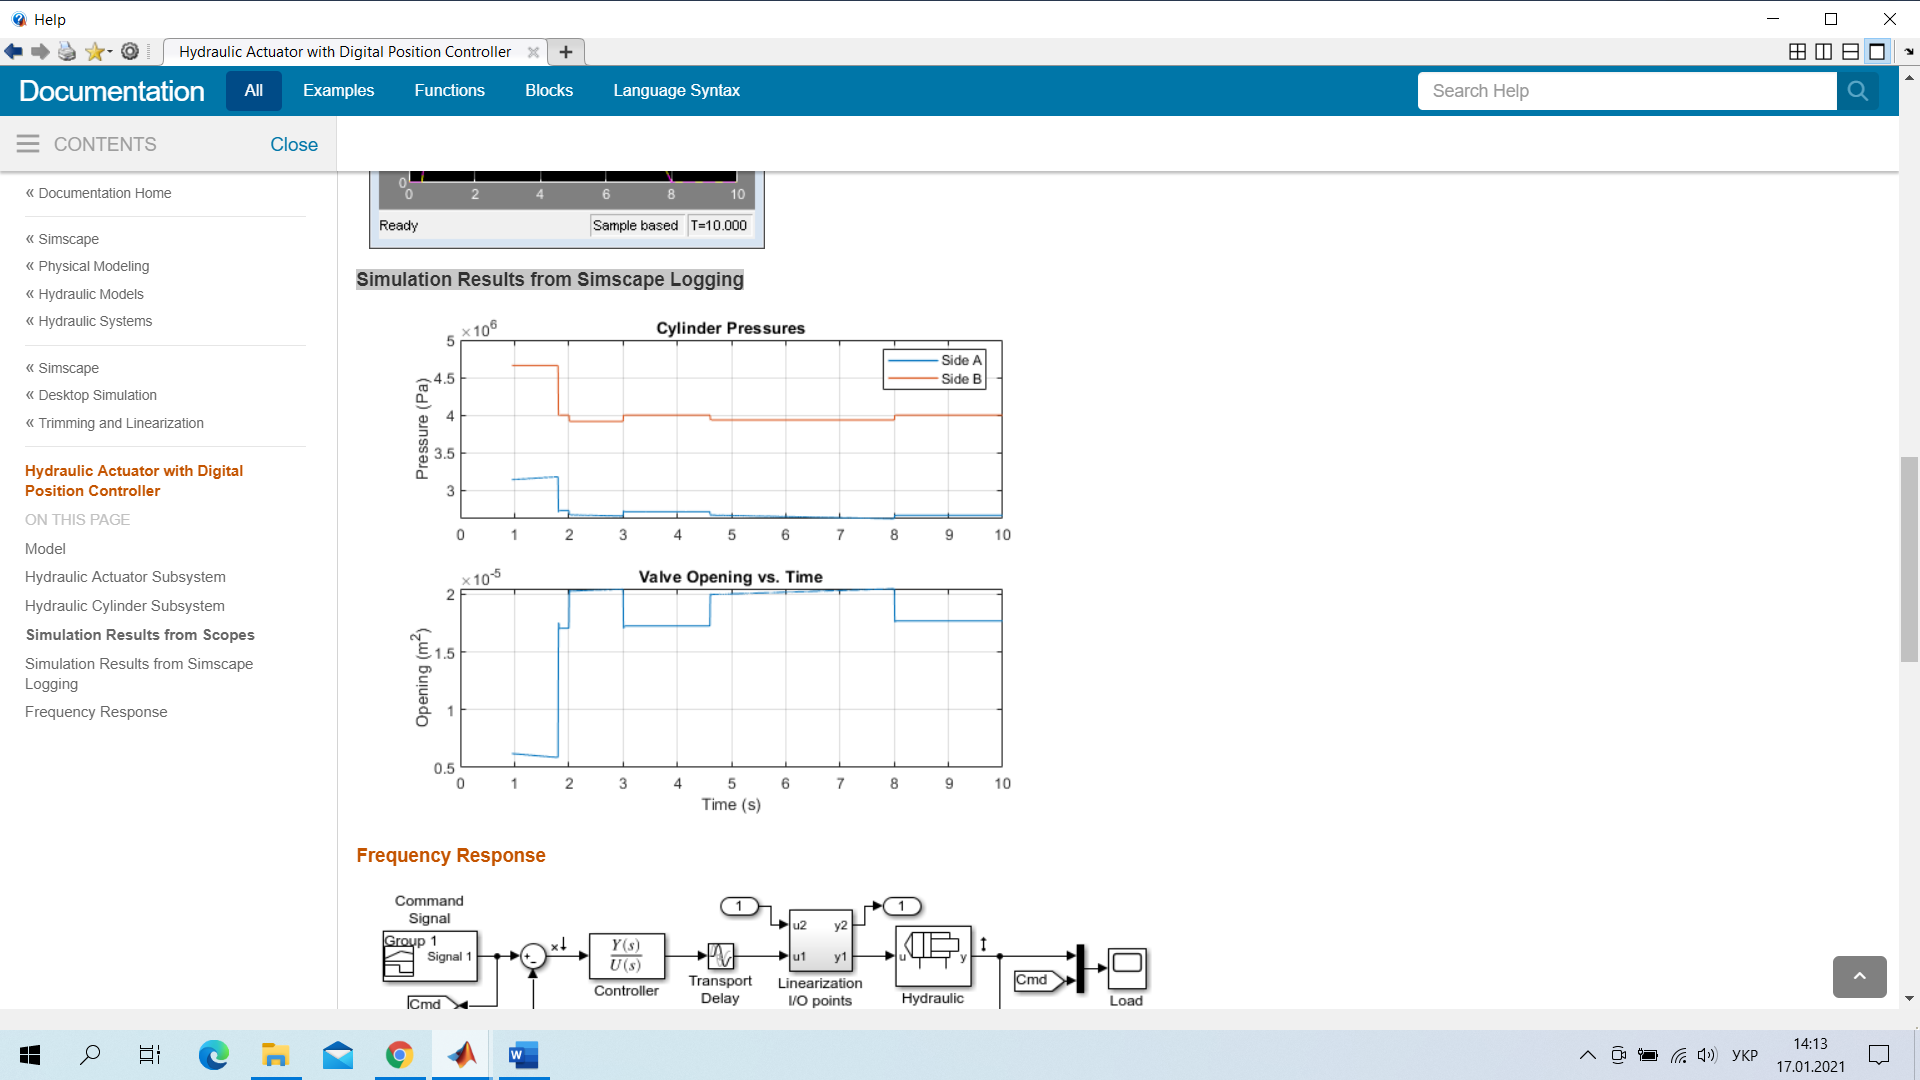 Help
Hydraulic Actuator with Digital Position Controller
Documentation
All
Examples
Functions
Blocks
Language Syntax
Search Help
CONTENTS
Close
« Documentation Home
« Simscape
« Physical Modeling
« Hydraulic Models
« Hydraulic Systems
« Simscape
« Desktop Simulation
« Trimming and Linearization
Hydraulic Actuator with Digital
Position Controller
ON THIS PAGE
Model
Hydraulic Actuator Subsystem
Hydraulic Cylinder Subsystem
Simulation Results from Scopes
Simulation Results from Simscape
Logging
Frequency Response
0
0 2 4 6 8 10
Ready
Sample based
T=10.000
Simulation Results from Simscape Logging
×10^6
Cylinder Pressures
Side A
Side B
Pressure (Pa)
5
4.5
4
3.5
3
0 1 2 3 4 5 6 7 8 9 10
×10^-5
Valve Opening vs. Time
Opening (m^2)
2
1.5
1
0.5
0 1 2 3 4 5 6 7 8 9 10
Time (s)
Frequency Response
Command
Signal
Group 1
Signal 1
Cmd
+
-
×
Y(s)
U(s)
Controller
Transport
Delay
1
u2 y2
u1 y1
Linearization
I/O points
1
u y
Hydraulic
Cmd
Load
W
УКР
14:13
17.01.2021